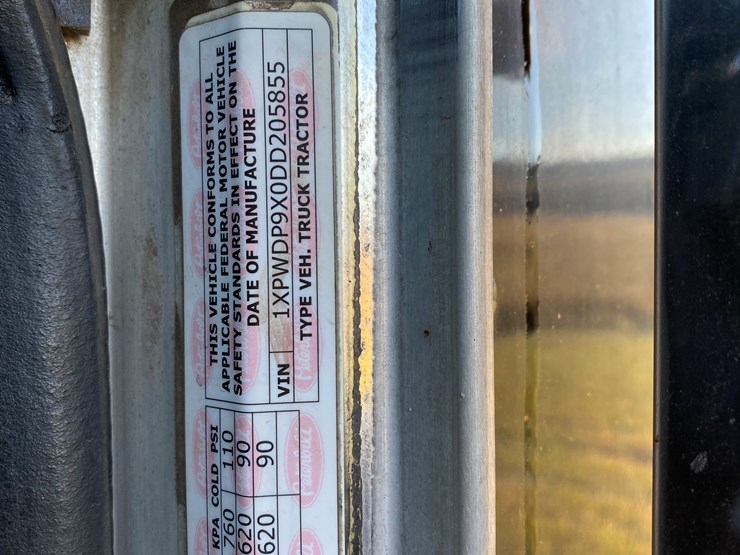 THIS VEHICLE CONFORMS TO ALL
APPLICABLE FEDERAL MOTOR VEHICLE
SAFETY STANDARDS IN EFFECT ON THE
DATE OF MANUFACTURE
VIN 1XPWDP9X0DD205855
TYPE VEH. TRUCK TRACTOR
KPA COLD PSI
760 110
620 90
620 90
Peterbilt